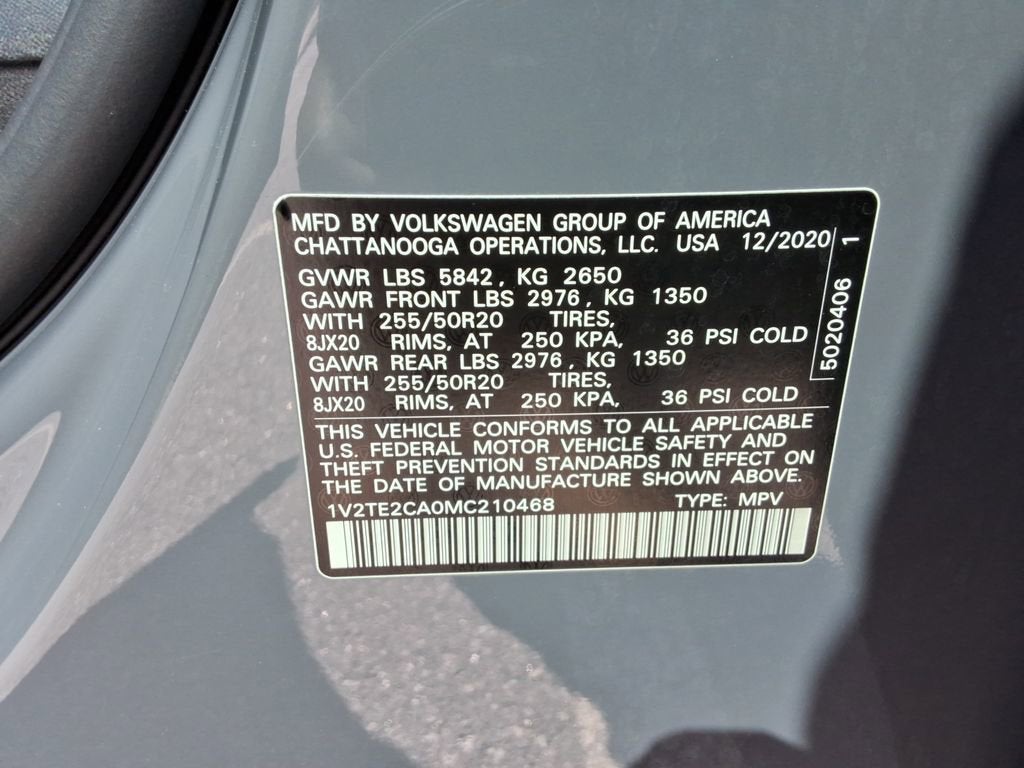 MFD BY VOLKSWAGEN GROUP OF AMERICA
CHATTANOOGA OPERATIONS, LLC. USA 12/2020
GVWR LBS 5842, KG 2650
GAWR FRONT LBS 2976, KG 1350
WITH 255/50R20 TIRES,
8JX20 RIMS, AT 250 KPA, 36 PSI COLD
GAWR REAR LBS 2976, KG 1350
WITH 255/50R20 TIRES,
8JX20 RIMS, AT 250 KPA, 36 PSI COLD
5020406 1
THIS VEHICLE CONFORMS TO ALL APPLICABLE
U.S. FEDERAL MOTOR VEHICLE SAFETY AND
THEFT PREVENTION STANDARDS IN EFFECT ON
THE DATE OF MANUFACTURE SHOWN ABOVE.
1V2TE2CA0MC210468 TYPE: MPV